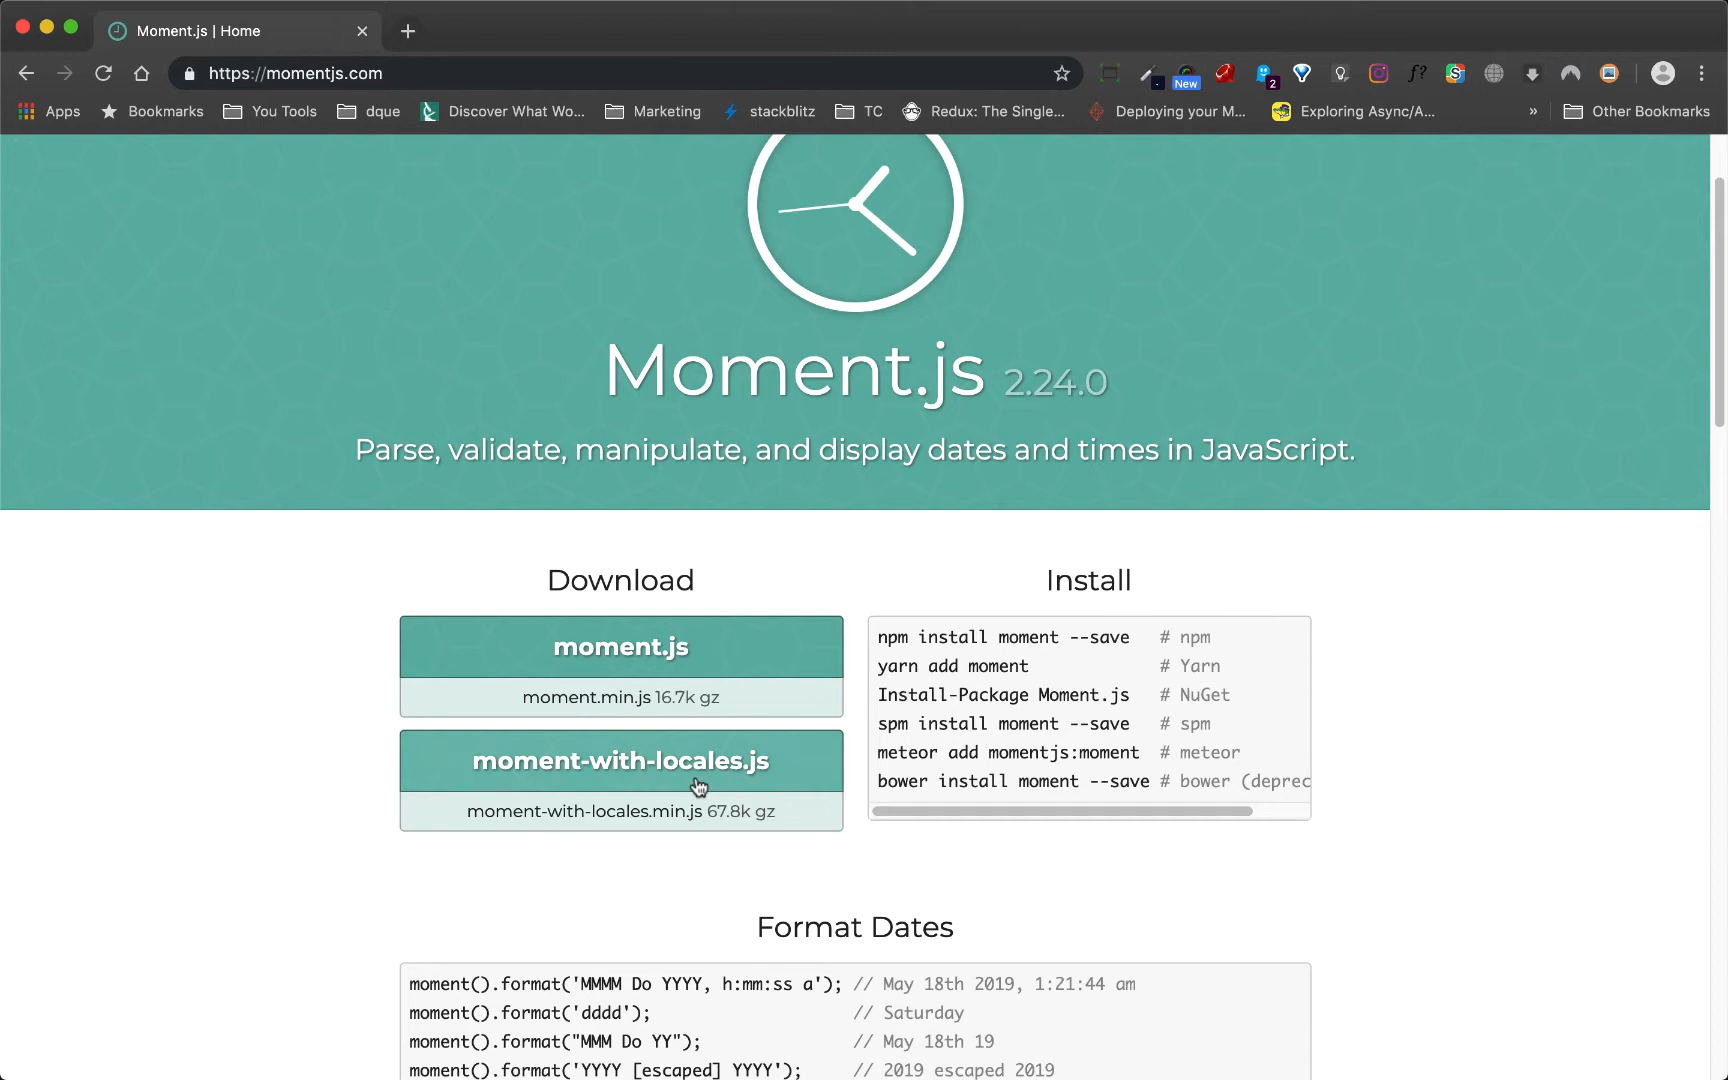 Moment.js | Home
https://momentjs.com
New
2
f?
S
Apps Bookmarks You Tools dque Discover What Wo... Marketing stackblitz TC Redux: The Single... Deploying your M... Exploring Async/A... » Other Bookmarks
Moment.js 2.24.0
Parse, validate, manipulate, and display dates and times in JavaScript.
Download
moment.js
moment.min.js 16.7k gz
moment-with-locales.js
moment-with-locales.min.js 67.8k gz
Install
npm install moment --save # npm
yarn add moment # Yarn
Install-Package Moment.js # NuGet
spm install moment --save # spm
meteor add momentjs:moment # meteor
bower install moment --save # bower (deprec
Format Dates
moment().format('MMMM Do YYYY, h:mm:ss a'); // May 18th 2019, 1:21:44 am
moment().format('dddd'); // Saturday
moment().format("MMM Do YY"); // May 18th 19
moment().format('YYYY [escaped] YYYY'); // 2019 escaped 2019